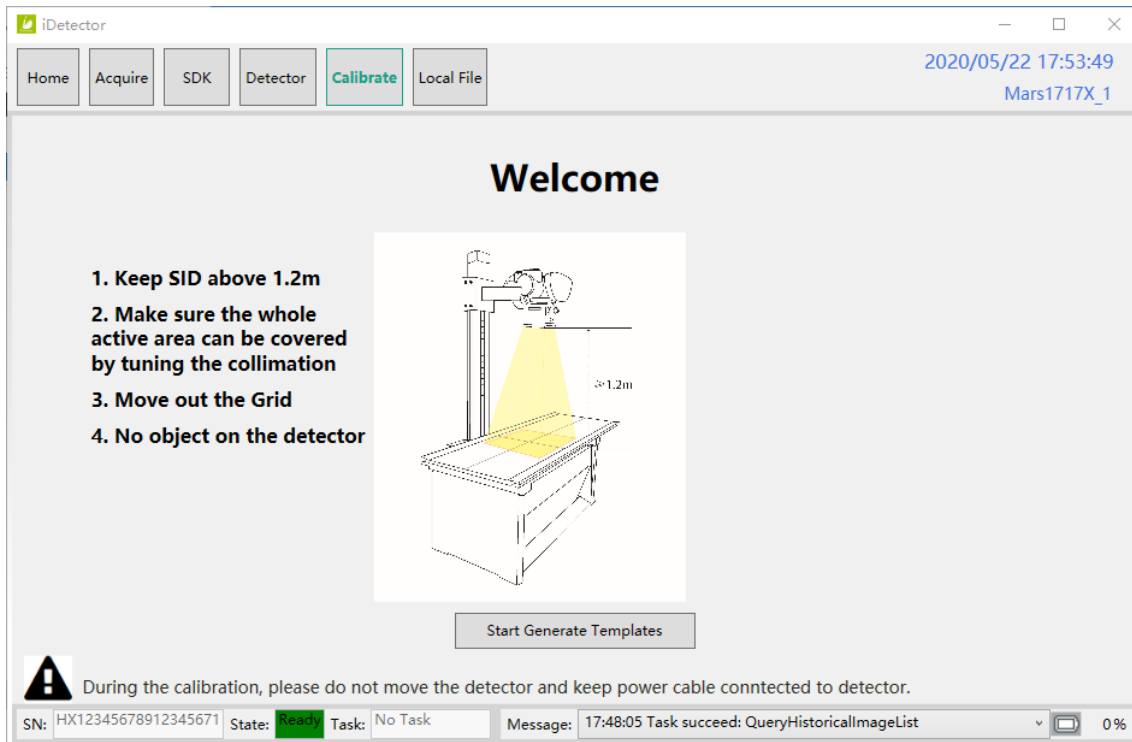 iDetector
Home
Acquire
SDK
Detector
Calibrate
Local File
2020/05/22 17:53:49
Mars1717X_1
Welcome
1. Keep SID above 1.2m
2. Make sure the whole
active area can be covered
by tuning the collimation
3. Move out the Grid
4. No object on the detector
≥1.2m
Start Generate Templates
During the calibration, please do not move the detector and keep power cable conntected to detector.
SN: HX12345678912345671 State: Ready Task: No Task Message: 17:48:05 Task succeed: QueryHistoricalImageList 0%